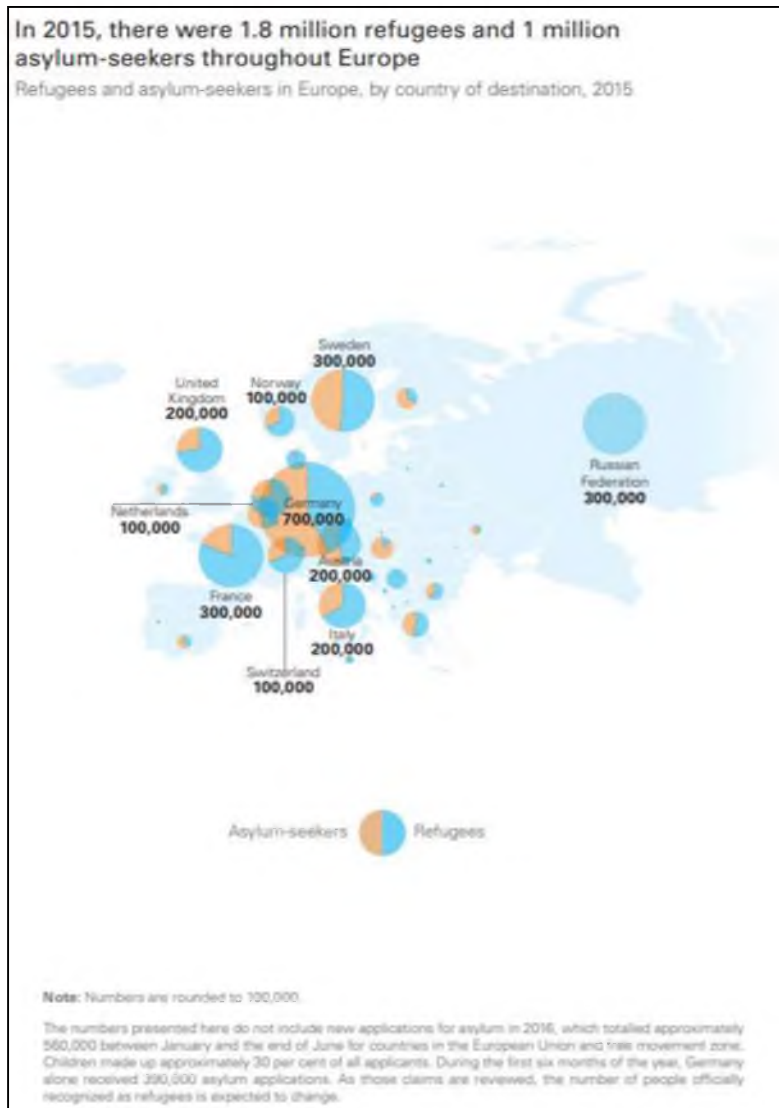 In 2015, there were 1.8 million refugees and 1 million
asylum-seekers throughout Europe
Refugees and asylum-seekers in Europe, by country of destination, 2015
Sweden
300,000
United
Kingdom
200,000
Norway
100,000
Russian
Federation
300,000
Netherlands
100,000
Germany
700,000
Austria
200,000
France
300,000
Italy
200,000
Switzerland
100,000
Asylum-seekers
Refugees
Note: Numbers are rounded to 100,000.
The numbers presented here do not include new applications for asylum in 2016, which totalled approximately
560,000 between January and the end of June for countries in the European Union and free movement zone.
Children made up approximately 30 per cent of all applicants. During the first six months of the year, Germany
alone received 390,000 asylum applications. As those claims are reviewed, the number of people officially
recognized as refugees is expected to change.